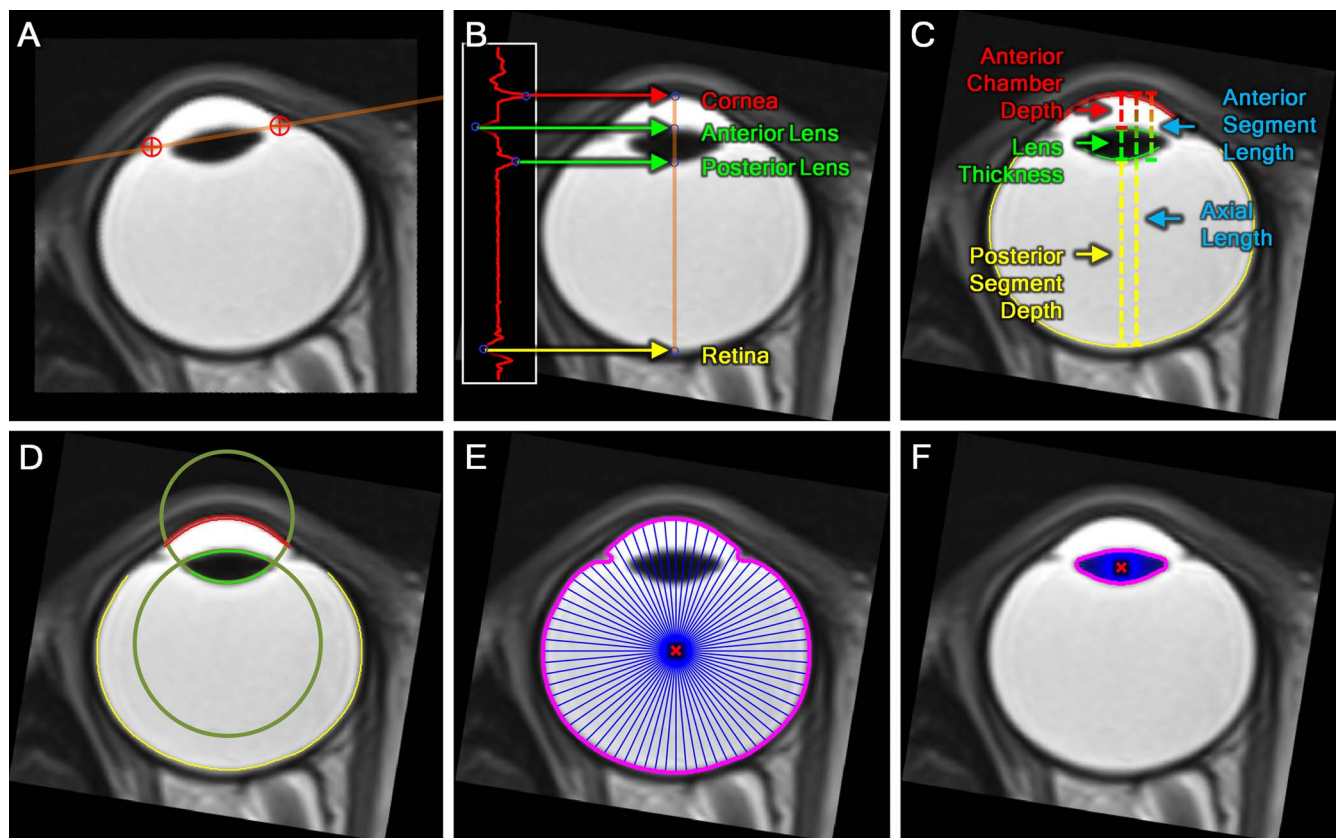 A
B
Cornea
Anterior Lens
Posterior Lens
Retina
C
Anterior
Chamber
Depth
Anterior
Segment
Length
Lens
Thickness
Axial
Length
Posterior
Segment
Depth
D
E
F